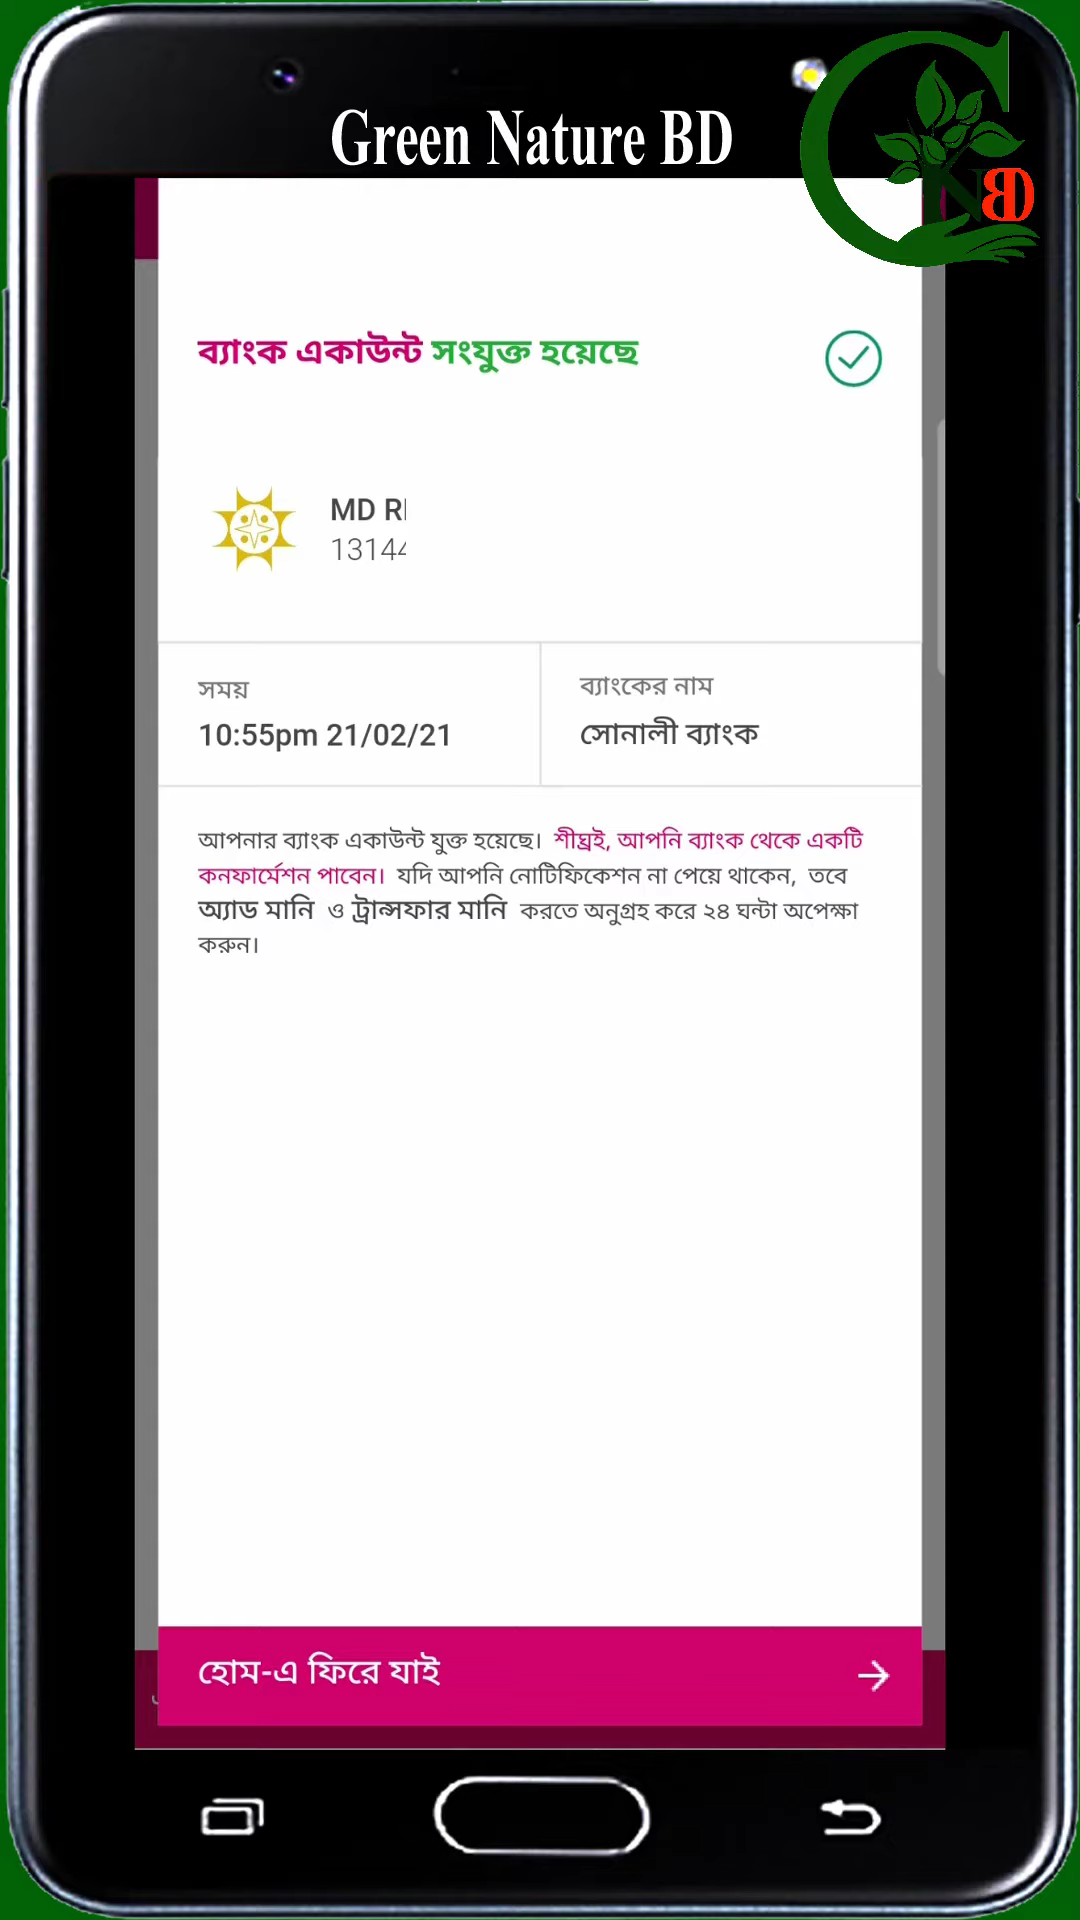 Green Nature BD
NBD
ব্যাংক একাউন্ট সংযুক্ত হয়েছে
MD R
13144
সময়
10:55pm 21/02/21
ব্যাংকের নাম
সোনালী ব্যাংক
আপনার ব্যাংক একাউন্ট যুক্ত হয়েছে। শীঘ্রই, আপনি ব্যাংক থেকে একটি
কনফার্মেশন পাবেন। যদি আপনি নোটিফিকেশন না পেয়ে থাকেন, তবে
অ্যাড মানি ও ট্রান্সফার মানি করতে অনুগ্রহ করে ২৪ ঘন্টা অপেক্ষা
করুন।
হোম-এ ফিরে যাই